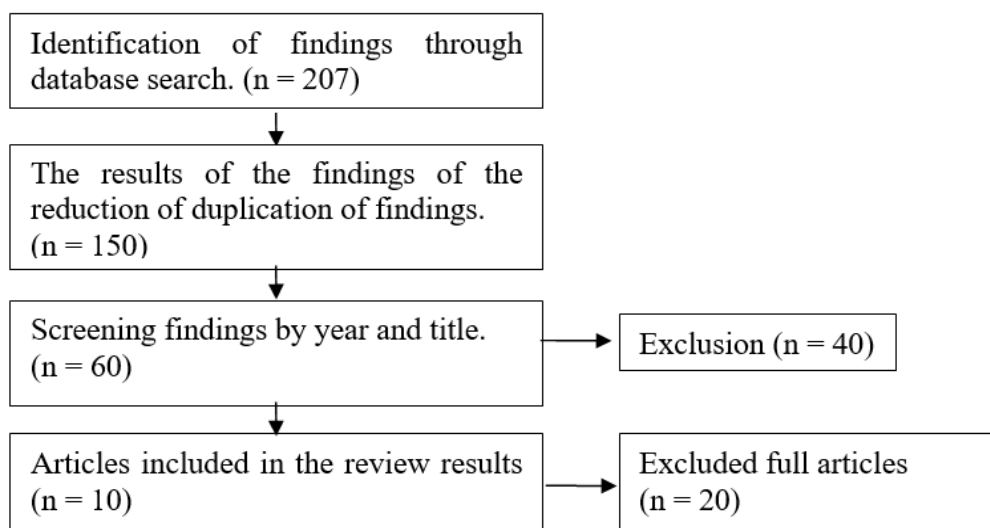 Identification of findings through
database search. (n = 207)
The results of the findings of the
reduction of duplication of findings.
(n = 150)
Screening findings by year and title.
(n = 60)
Exclusion (n = 40)
Articles included in the review results
(n = 10)
Excluded full articles
(n = 20)